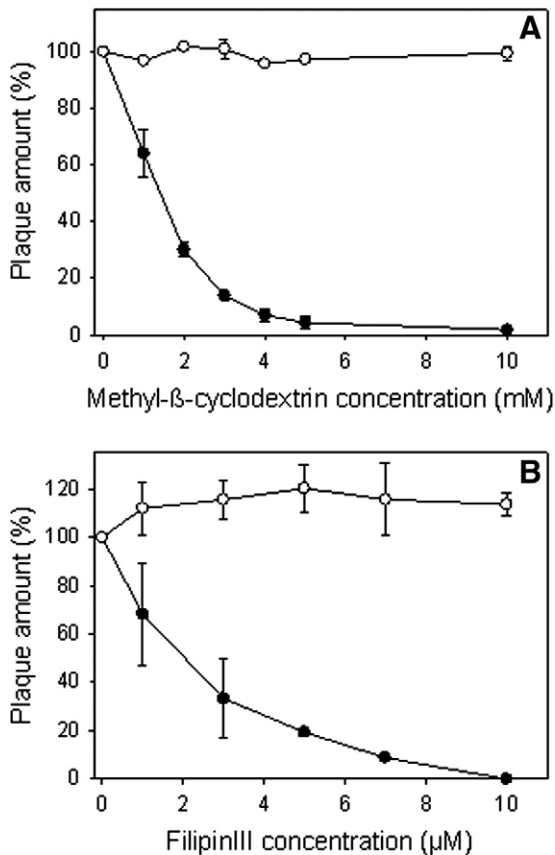 A
100
80
60
40
20
0
Plaque amount (%)
0 2 4 6 8 10
Methyl-ß-cyclodextrin concentration (mM)
B
120
100
80
60
40
20
0
Plaque amount (%)
0 2 4 6 8 10
FilipinIII concentration (µM)